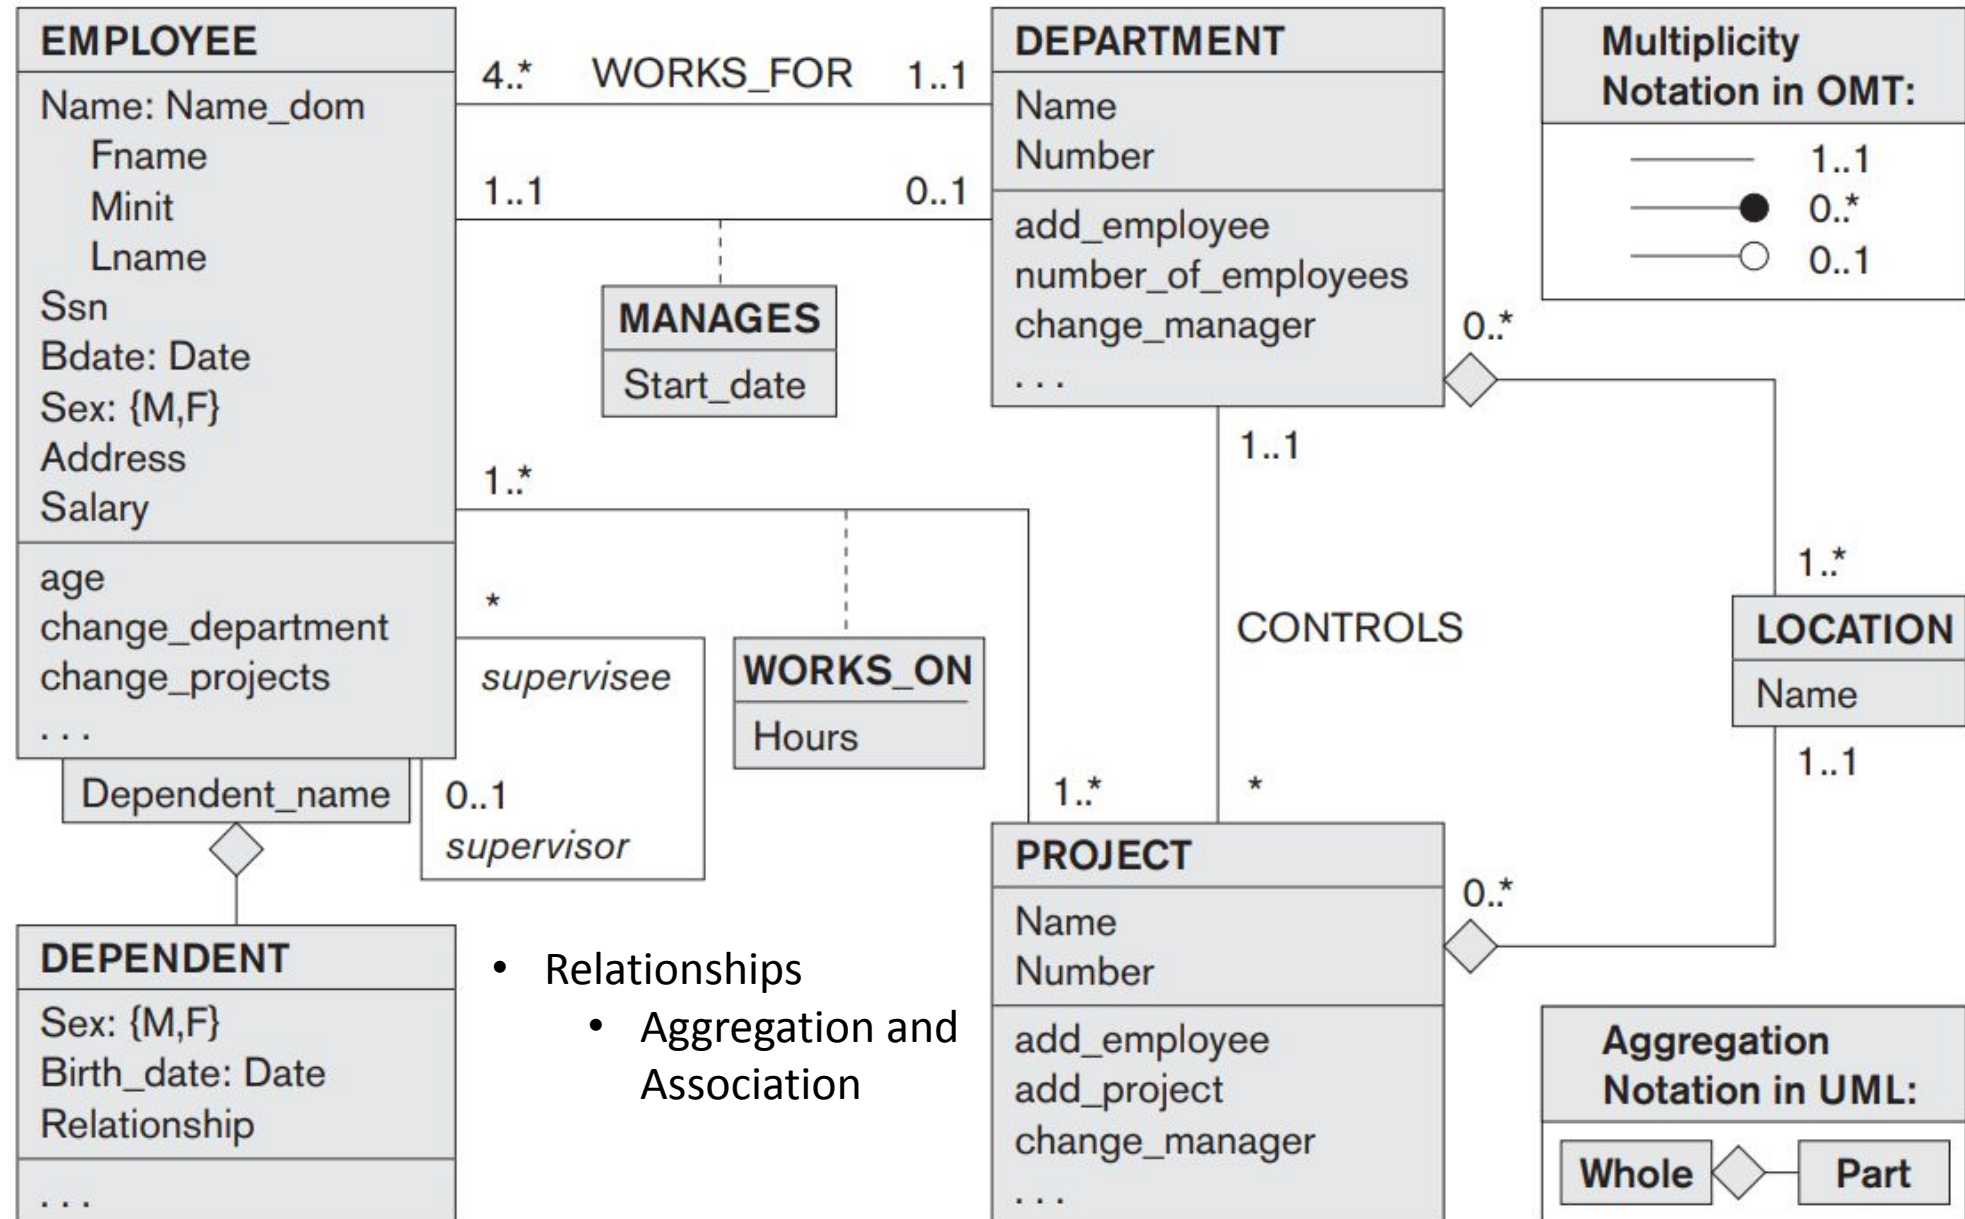 EMPLOYEE
Name: Name_dom
Fname
Minit
Lname
Ssn
Bdate: Date
Sex: {M,F}
Address
Salary
age
change_department
change_projects
. . .
Dependent_name
4..*
WORKS_FOR
1..1
1..1
0..1
MANAGES
Start_date
1..*
*
supervisee
0..1
supervisor
WORKS_ON
Hours
1..*
DEPARTMENT
Name
Number
add_employee
number_of_employees
change_manager
. . .
0..*
1..1
CONTROLS
*
1..*
LOCATION
Name
1..1
0..*
PROJECT
Name
Number
add_employee
add_project
change_manager
. . .
DEPENDENT
Sex: {M,F}
Birth_date: Date
Relationship
. . .
• Relationships
• Aggregation and
Association
Multiplicity
Notation in OMT:
1..1
0..*
0..1
Aggregation
Notation in UML:
Whole
Part